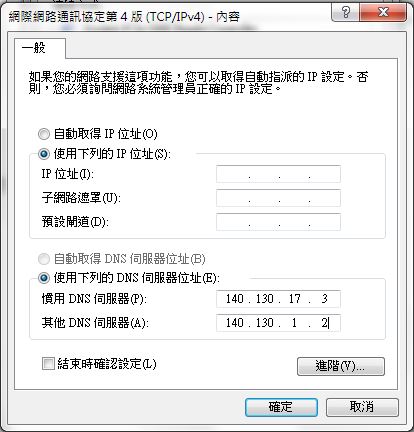 網際網路通訊協定第 4 版 (TCP/IPv4) - 內容
一般
如果您的網路支援這項功能，您可以取得自動指派的 IP 設定。否
則，您必須詢問網路系統管理員正確的 IP 設定。
自動取得 IP 位址(O)
使用下列的 IP 位址(S):
IP 位址(I):
子網路遮罩(U):
預設閘道(D):
自動取得 DNS 伺服器位址(B)
使用下列的 DNS 伺服器位址(E):
慣用 DNS 伺服器(P): 140 . 130 . 17 . 3
其他 DNS 伺服器(A): 140 . 130 . 1 . 2
結束時確認設定(L)
進階(V)...
確定 取消